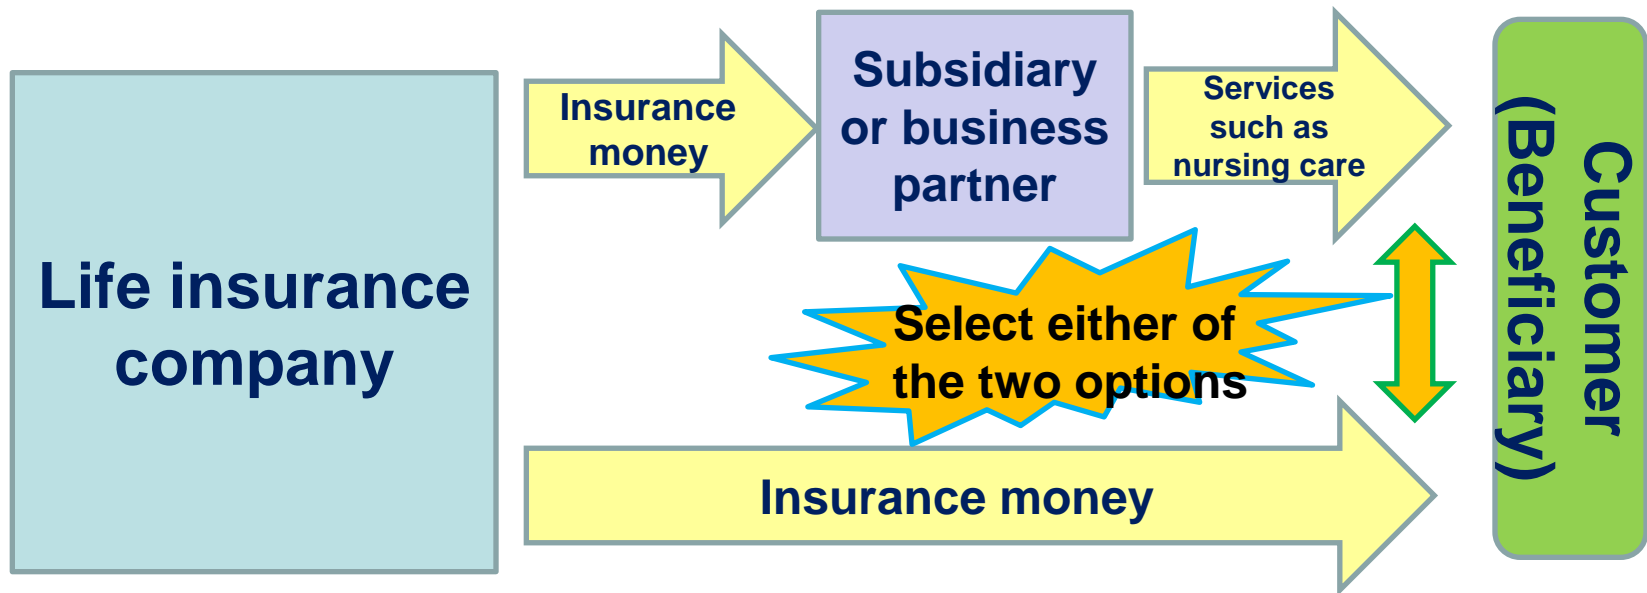 Life insurance
company
Insurance
money
Subsidiary
or business
partner
Services
such as
nursing care
Select either of
the two options
Insurance money
Customer
(Beneficiary)